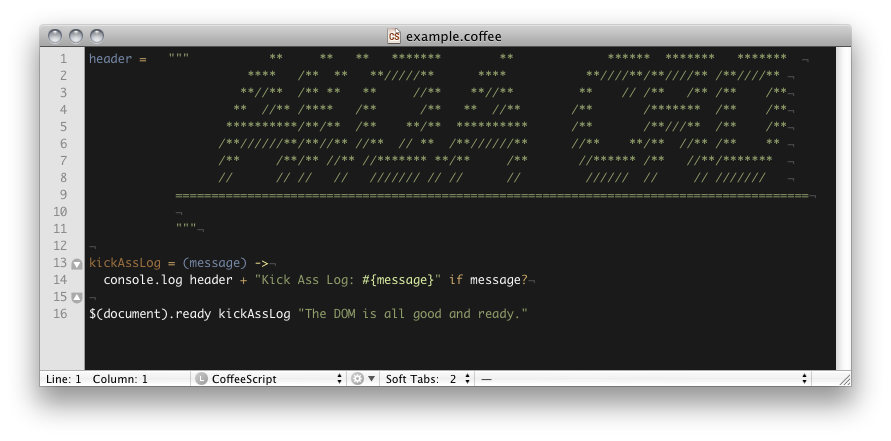 example.coffee
1 header =   """           **     **   **   *******        **             ******  *******   *******  ¬
2                      ****   /**  **   **/////**      ****           **////**/**////** /**////** ¬
3                     **//**  /** **   **     //**    **//**         **    // /**   /** /**    /**¬
4                    **  //** /****    /**      /**   **  //**       /**       /*******  /**    /**¬
5                   **********/**/**  /**    **/**  **********      /**       /**///**  /**    /**¬
6                  /**//////**/**//** //**  // **  /**//////**      //**    **/**  //** /**    ** ¬
7                  /**     /**/** //** //******* **/**     /**       //****** /**   //**/*******  ¬
8                  //      // //   //   /////// // //      //         //////  //     // ///////   ¬
9            ========================================================================================¬
10            ¬
11            """¬
12 ¬
13 kickAssLog = (message) ->¬
14   console.log header + "Kick Ass Log: #{message}" if message?¬
15 ¬
16 $(document).ready kickAssLog "The DOM is all good and ready."
Line: 1 Column: 1 L CoffeeScript Soft Tabs: 2 —